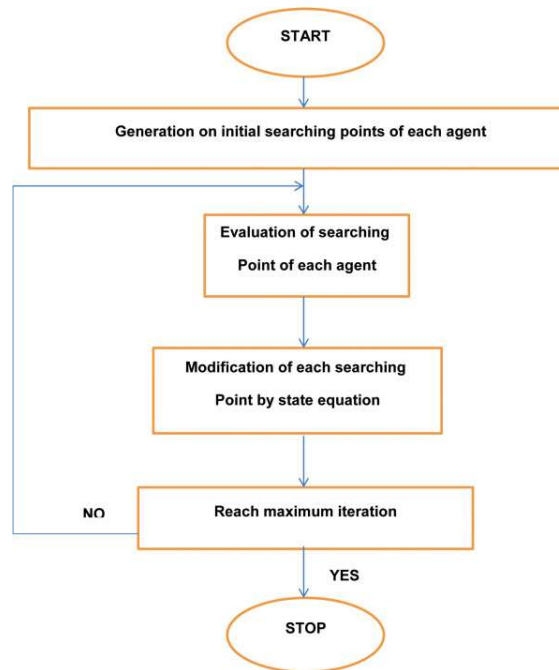 START
Generation on initial searching points of each agent
Evaluation of searching
Point of each agent
Modification of each searching
Point by state equation
Reach maximum iteration
NO
YES
STOP